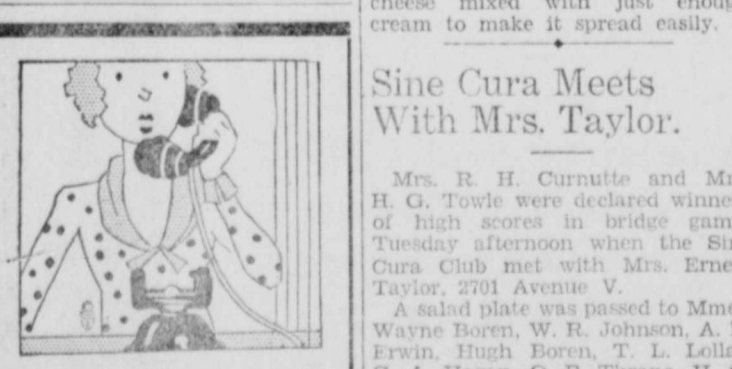 cheese mixed with just
cream to make it spread easily.
Sine Cura Meets
With Mrs. Taylor.
Mrs. R. H. Curnutte and
H. G. Towle were declared
of high scores in bridge
Tuesday afternoon when the
Cura Club met with Mrs.
Taylor, 2701 Avenue V.
A salad plate was passed to
Wayne Boren, W. R. Johnson, A.
Erwin, Hugh Boren, T. L.